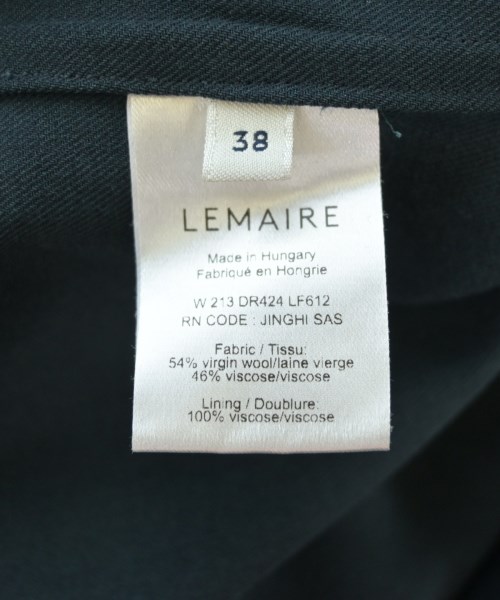 38
LEMAIRE
Made in Hungary
Fabriqué en Hongrie
W 213 DR424 LF612
RN CODE : JINGHI SAS
Fabric / Tissu:
54% virgin wool/laine vierge
46% viscose/viscose
Lining / Doublure:
100% viscose/viscose